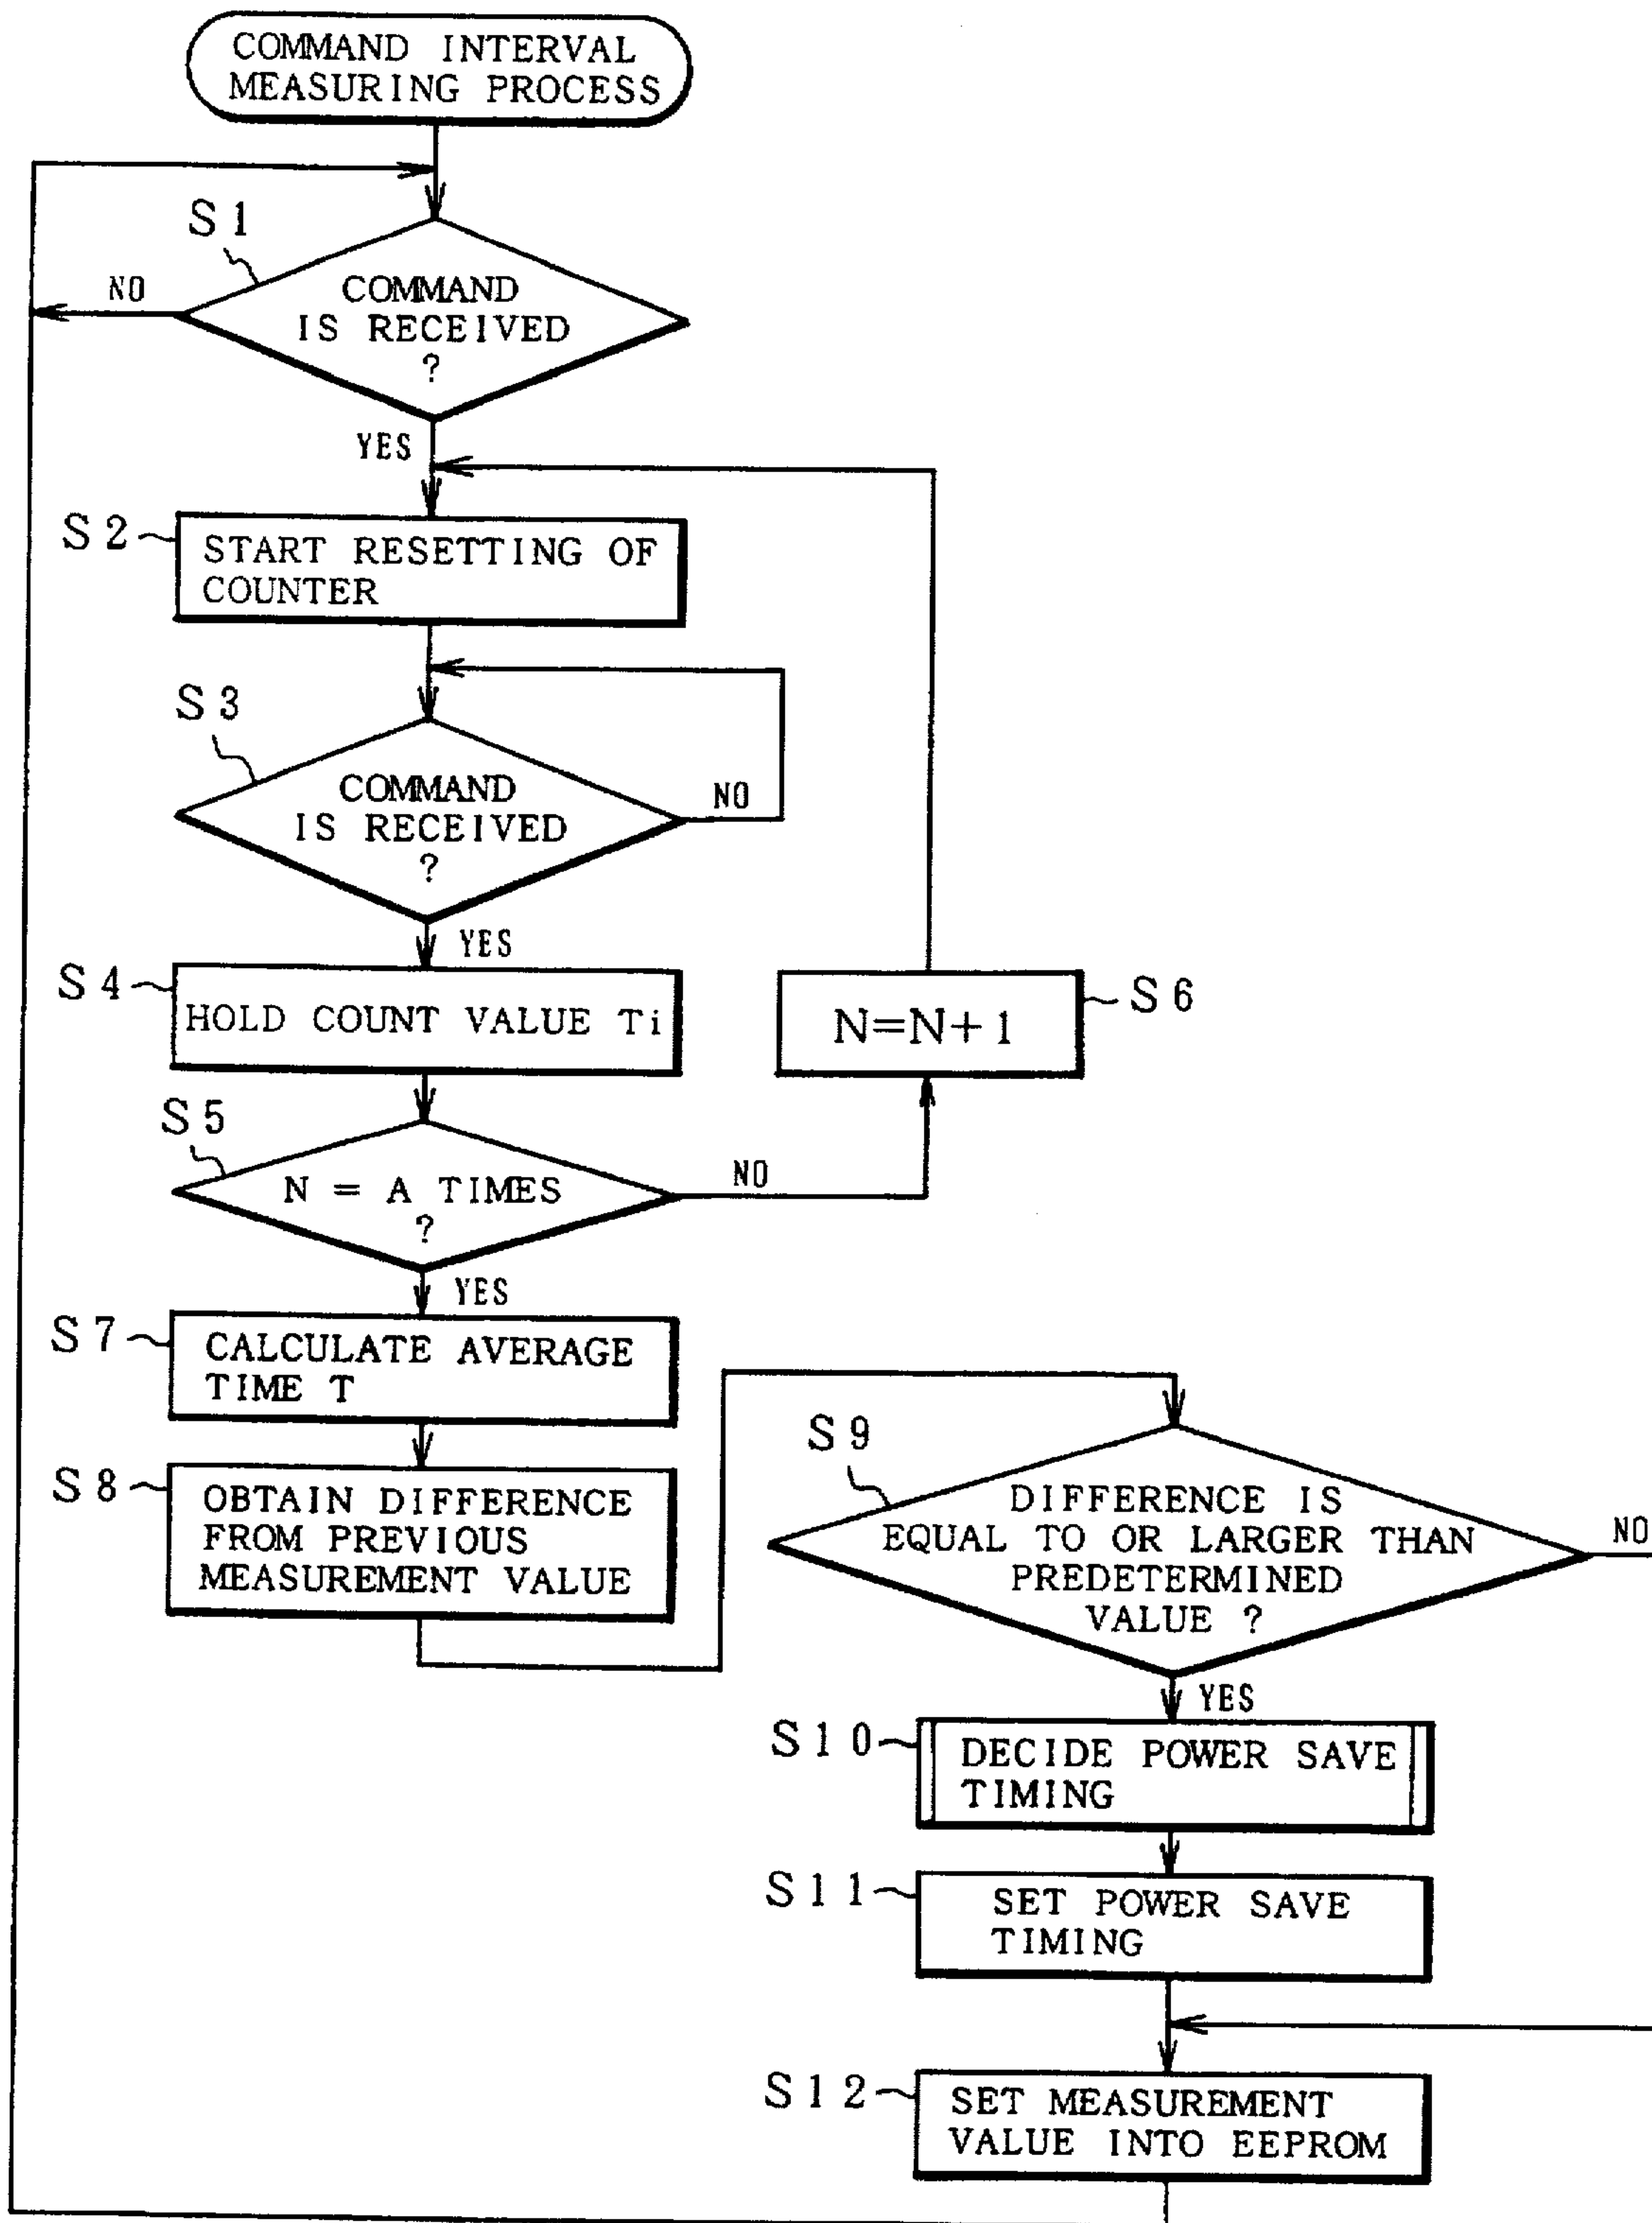 COMMAND INTERVAL
MEASURING PROCESS
S1
NO
COMMAND
IS RECEIVED
?
YES
S2
START RESETTING OF
COUNTER
S3
COMMAND
IS RECEIVED
?
NO
YES
S4
HOLD COUNT VALUE Ti
N=N+1
S6
S5
N = A TIMES
?
NO
YES
S7
CALCULATE AVERAGE
TIME T
S8
OBTAIN DIFFERENCE
FROM PREVIOUS
MEASUREMENT VALUE
S9
DIFFERENCE IS
EQUAL TO OR LARGER THAN
PREDETERMINED
VALUE ?
NO
YES
S10
DECIDE POWER SAVE
TIMING
S11
SET POWER SAVE
TIMING
S12
SET MEASUREMENT
VALUE INTO EEPROM